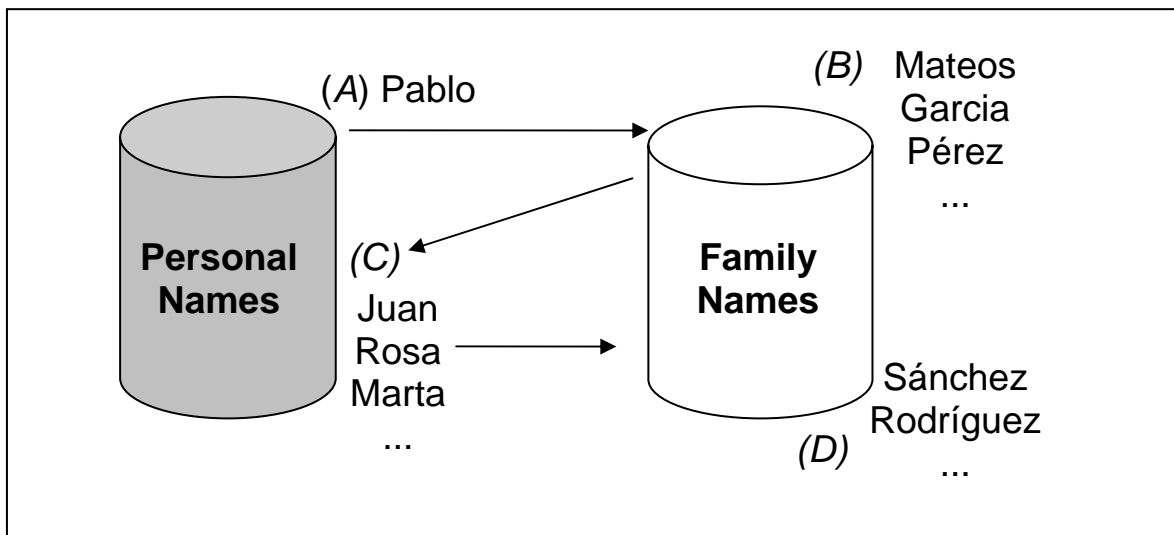 (A) Pablo
(B) Mateos
Garcia
Pérez
...
Personal
Names
(C)
Juan
Rosa
Marta
...
Family
Names
Sánchez
Rodríguez
(D)
...